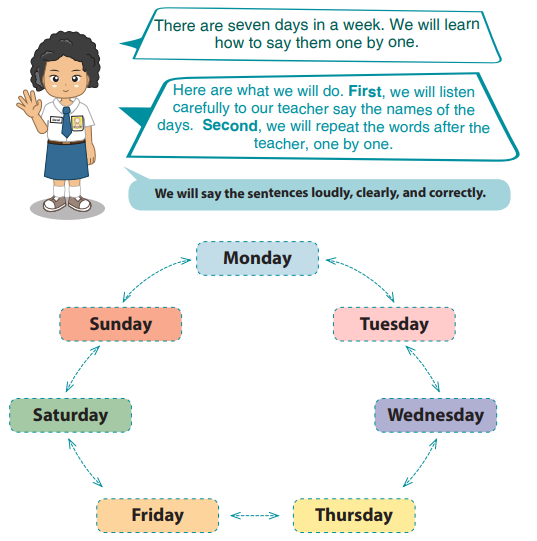 There are seven days in a week. We will learn
how to say them one by one.
Here are what we will do. First, we will listen
carefully to our teacher say the names of the
days. Second, we will repeat the words after the
teacher, one by one.
We will say the sentences loudly, clearly, and correctly.
Monday
Sunday
Tuesday
Saturday
Wednesday
Friday
Thursday